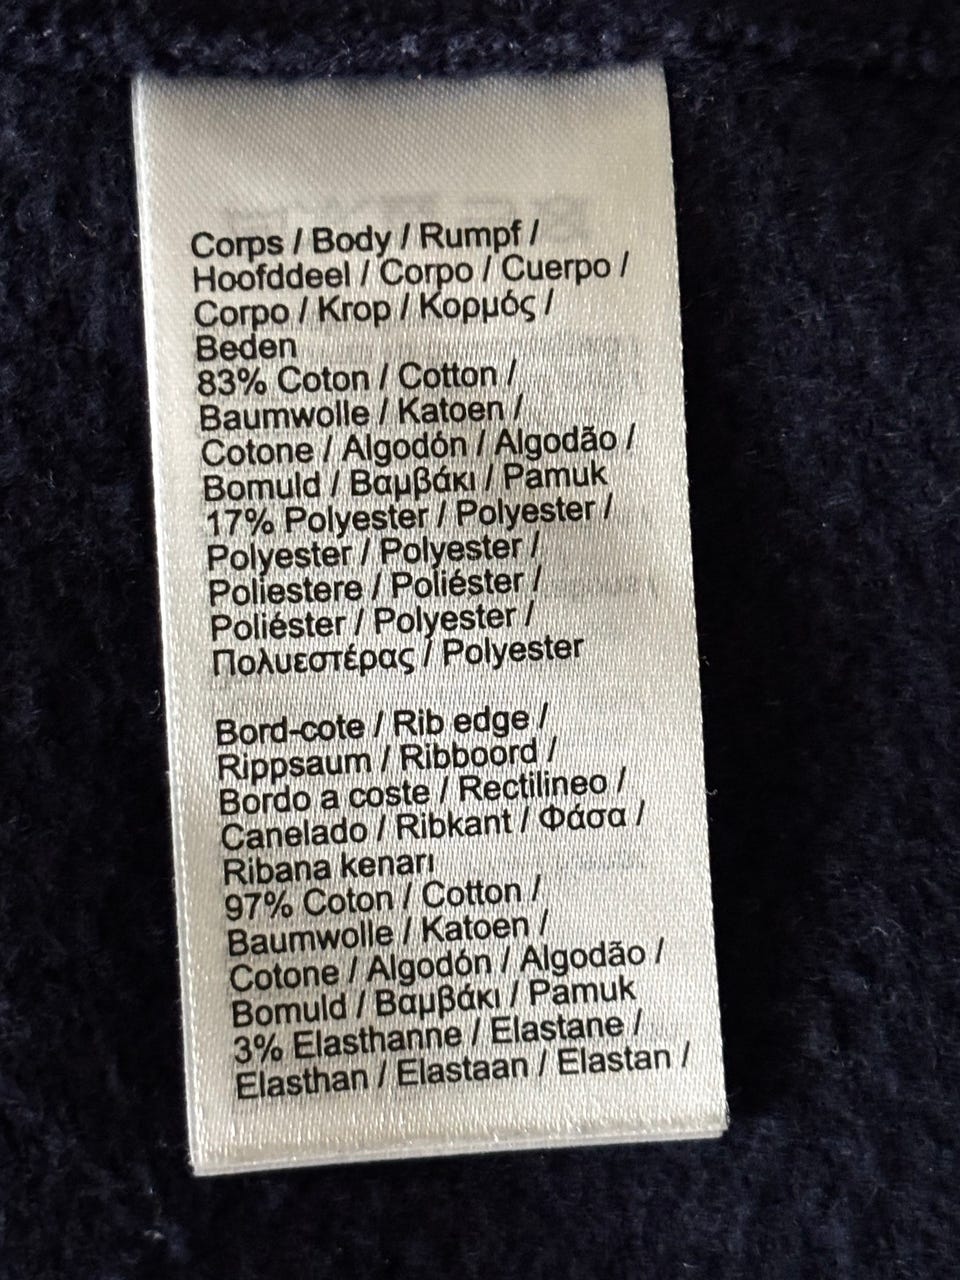 Corps / Body / Rumpf /
Hoofddeel / Corpo / Cuerpo /
Corpo / Krop / Κορμός /
Beden
83% Coton / Cotton /
Baumwolle / Katoen /
Cotone / Algodón / Algodão /
Bomuld / Βαμβάκι / Pamuk
17% Polyester / Polyester /
Polyester / Polyester /
Poliestere / Poliéster /
Poliéster / Polyester /
Πολυεστέρας / Polyester
Bord-cote / Rib edge /
Rippsaum / Ribboord /
Bordo a coste / Rectilineo /
Canelado / Ribkant / Φάσα /
Ribana kenarı
97% Coton / Cotton /
Baumwolle / Katoen /
Cotone / Algodón / Algodão /
Bomuld / Βαμβάκι / Pamuk
3% Elasthanne / Elastane /
Elasthan / Elastaan / Elastan /